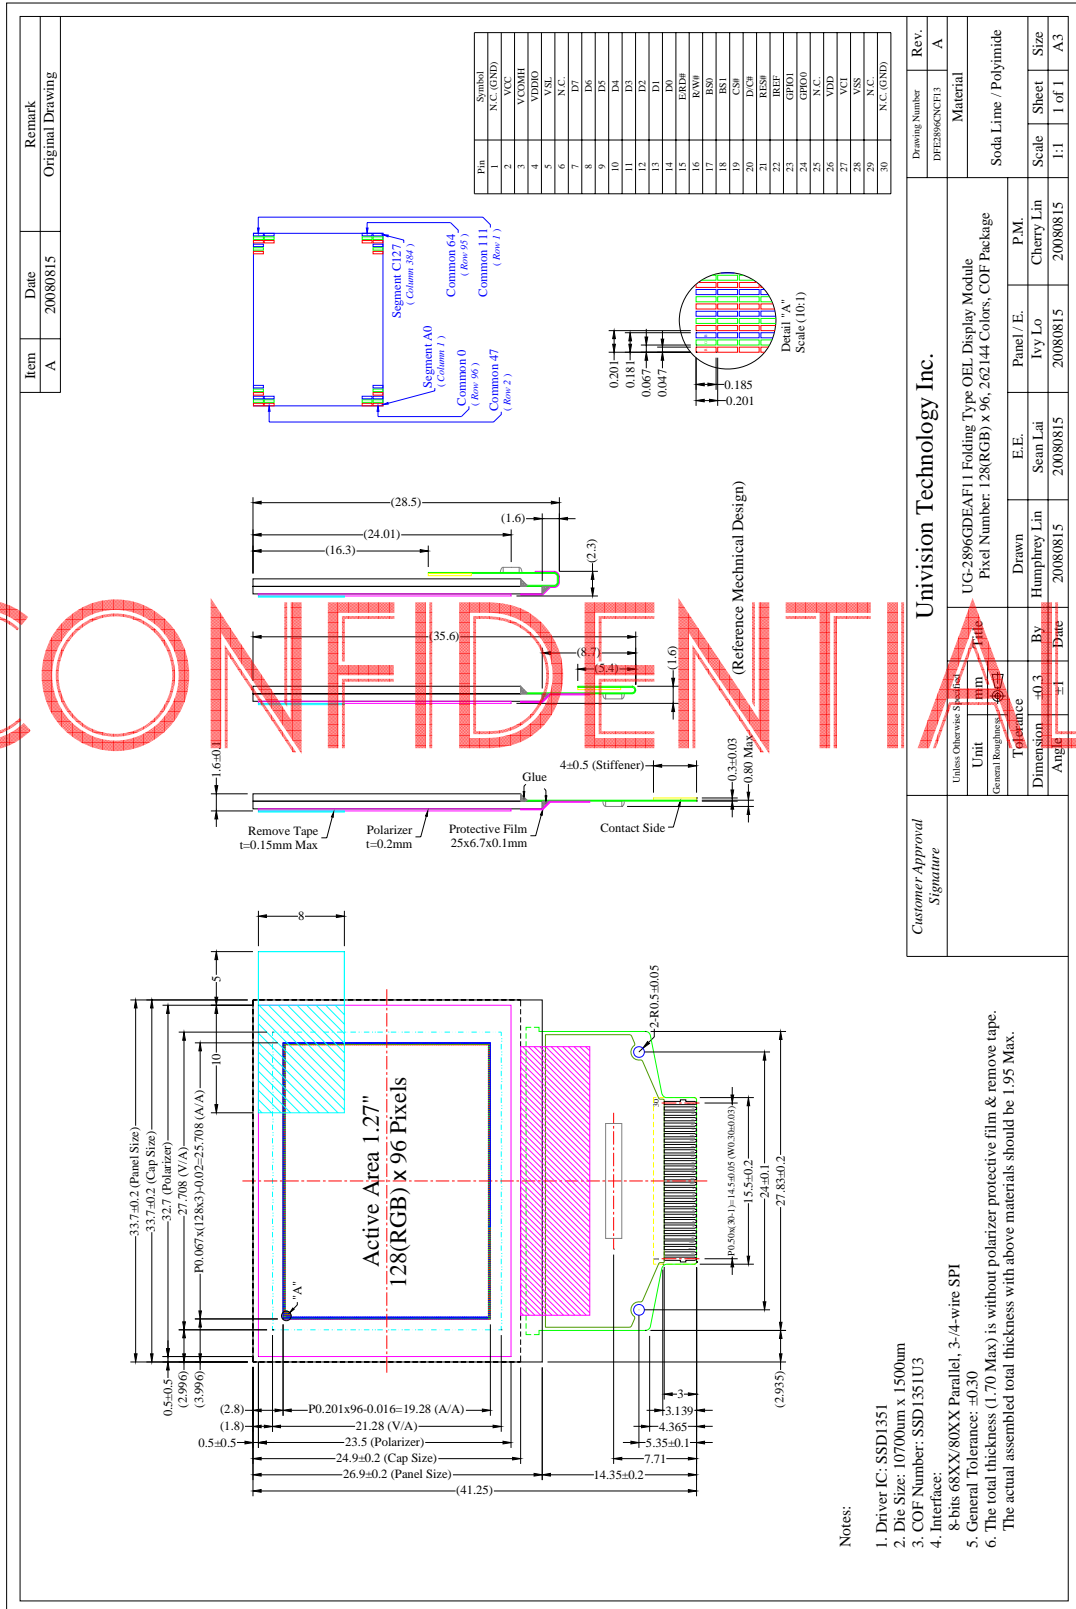 Item Date Remark
A 20080815 Original Drawing
33.7±0.2 (Panel Size)
33.7±0.2 (Cap Size)
32.7 (Polarizer)
27.708 (V/A)
P0.067x(128x3)-0.02=25.708 (A/A)
0.5±0.5
(2.996)
(3.996)
10
5
8
"A"
Active Area 1.27"
128(RGB) x 96 Pixels
(2.8)
(1.8)
0.5±0.5
P0.201x96-0.016=19.28 (A/A)
21.28 (V/A)
23.5 (Polarizer)
24.9±0.2 (Cap Size)
26.9±0.2 (Panel Size)
(41.25)
14.35±0.2
7.71
5.35±0.1
4.365
3.139
3
(2.935)
2-R0.5±0.05
30
P0.50x(30-1)=14.5±0.05 (W0.30±0.03)
15.5±0.2
24±0.1
27.83±0.2
1.6±0.1
Remove Tape
t=0.15mm Max
Polarizer
t=0.2mm
Protective Film
25x6.7x0.1mm
Glue
4±0.5 (Stiffener)
Contact Side
0.3±0.03
0.80 Max
(35.6)
(8.7)
(5.4)
(1.6)
(28.5)
(24.01)
(16.3)
(1.6)
(2.3)
(Reference Mechnical Design)
Segment A0
( Column 1 )
Common 0
( Row 96 )
Common 47
( Row 2 )
Segment C127
( Column 384 )
Common 64
( Row 95 )
Common 111
( Row 1 )
0.201
0.181
0.067
0.047
0.185
0.201
Detail "A"
Scale (10:1)
Pin Symbol
1 N.C. (GND)
2 VCC
3 VCOMH
4 VDDIO
5 VSL
6 N.C.
7 D7
8 D6
9 D5
10 D4
11 D3
12 D2
13 D1
14 D0
15 E/RD#
16 R/W#
17 BS0
18 BS1
19 CS#
20 D/C#
21 RES#
22 IREF
23 GPIO1
24 GPIO0
25 N.C.
26 VDD
27 VCI
28 VSS
29 N.C.
30 N.C. (GND)
Notes:
1. Driver IC: SSD1351
2. Die Size: 10700um x 1500um
3. COF Number: SSD1351U3
4. Interface:
8-bits 68XX/80XX Parallel, 3-/4-wire SPI
5. General Tolerance: ±0.30
6. The total thickness (1.70 Max) is without polarizer protective film & remove tape.
The actual assembled total thickness with above materials should be 1.95 Max.
Customer Approval
Signature
Univision Technology Inc.
Drawing Number Rev.
DFE2896CNCF13 A
Unless Otherwise Specified
Unit mm
General Roughness
Tolerance
Dimension ±0.3
Angle ±1
Title
UG-2896GDEAF11 Folding Type OEL Display Module
Pixel Number: 128(RGB) x 96, 262144 Colors, COF Package
Material
Soda Lime / Polyimide
Drawn E.E. Panel / E. P.M.
By Humphrey Lin Sean Lai Ivy Lo Cherry Lin
Date 20080815 20080815 20080815 20080815
Scale Sheet Size
1:1 1 of 1 A3
CONFIDENTIAL